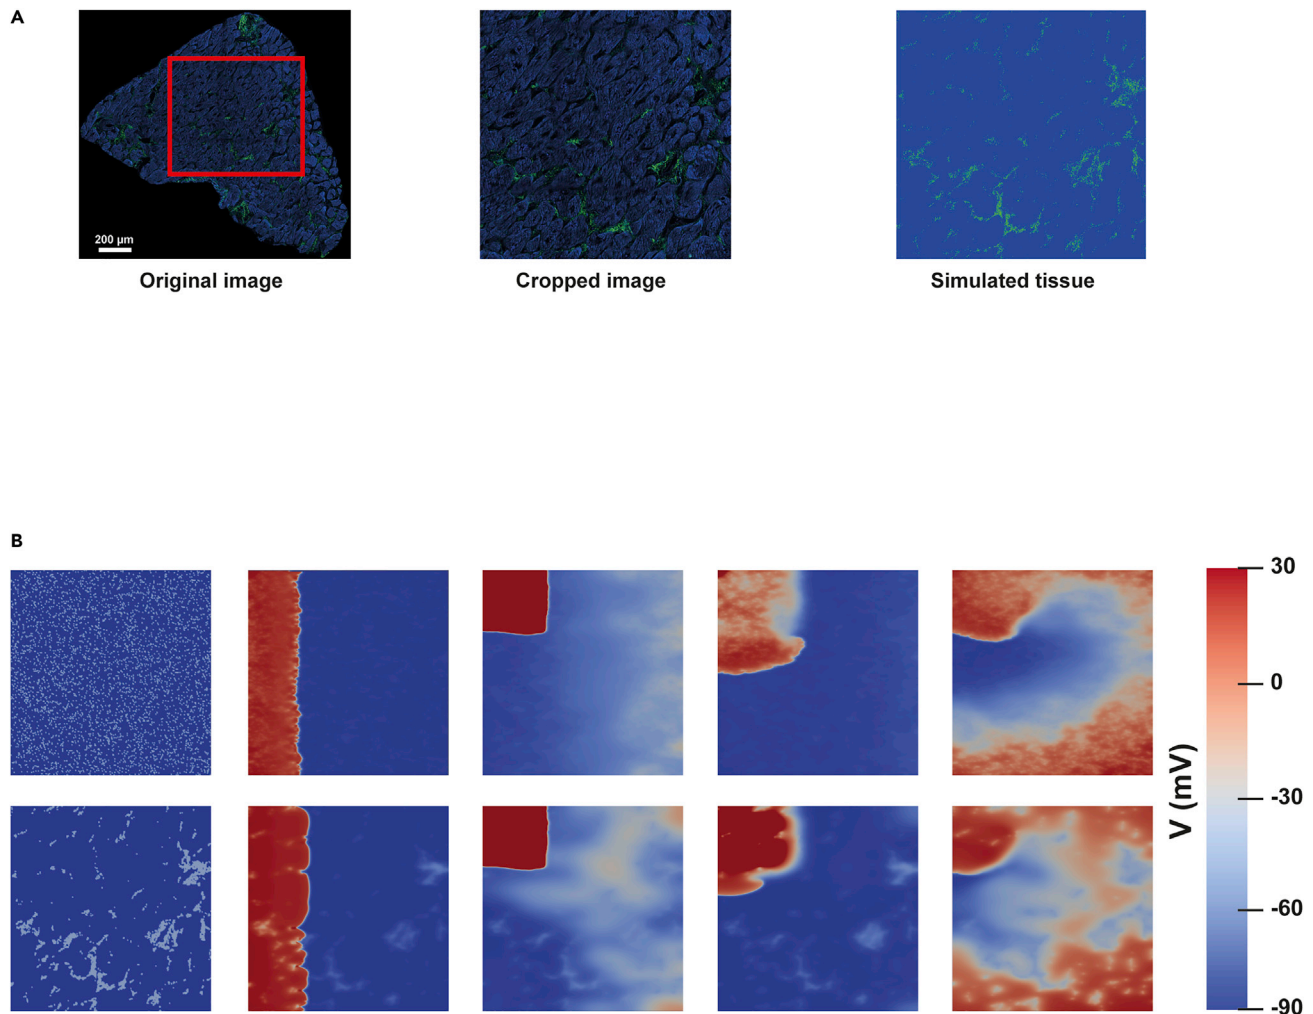 A
200 µm
Original image
Cropped image
Simulated tissue
B
30
0
-30
-60
-90
V (mV)